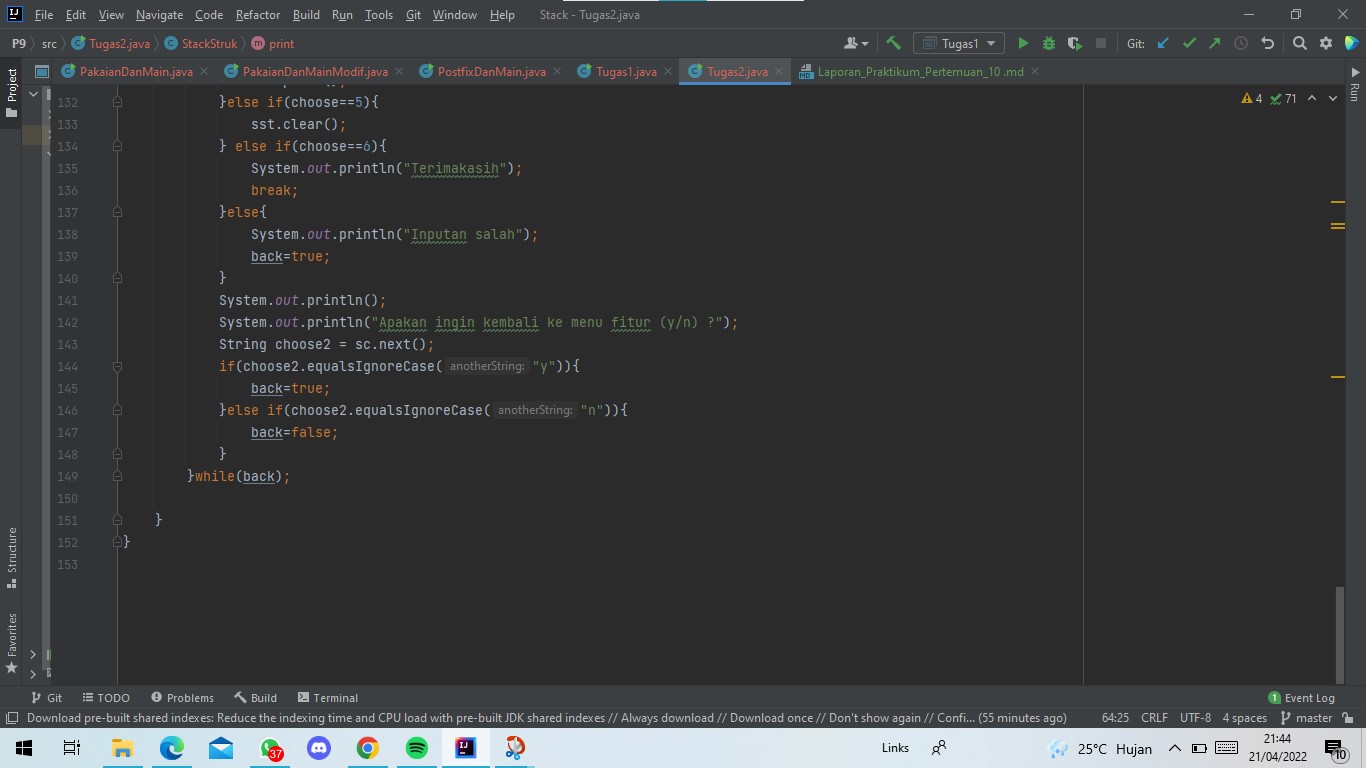 File Edit View Navigate Code Refactor Build Run Tools Git Window Help Stack - Tugas2.java
P9 src Tugas2.java StackStruk print Tugas1 Git:
PakaianDanMain.java PakaianDanMainModif.java PostfixDanMain.java Tugas1.java Tugas2.java Laporan_Praktikum_Pertemuan_10 .md
Project
Run
4 71
132 }else if(choose==5){
133 sst.clear();
134 } else if(choose==6){
135 System.out.println("Terimakasih");
136 break;
137 }else{
138 System.out.println("Inputan salah");
139 back=true;
140 }
141 System.out.println();
142 System.out.println("Apakan ingin kembali ke menu fitur (y/n) ?");
143 String choose2 = sc.next();
144 if(choose2.equalsIgnoreCase( anotherString: "y")){
145 back=true;
146 }else if(choose2.equalsIgnoreCase( anotherString: "n")){
147 back=false;
148 }
149 }while(back);
150
151 }
152 }
153
Structure
Favorites
Git TODO Problems Build Terminal 1 Event Log
Download pre-built shared indexes: Reduce the indexing time and CPU load with pre-built JDK shared indexes // Always download // Download once // Don't show again // Confi... (55 minutes ago) 64:25 CRLF UTF-8 4 spaces master
37 Links 25°C Hujan 21:44
21/04/2022 10